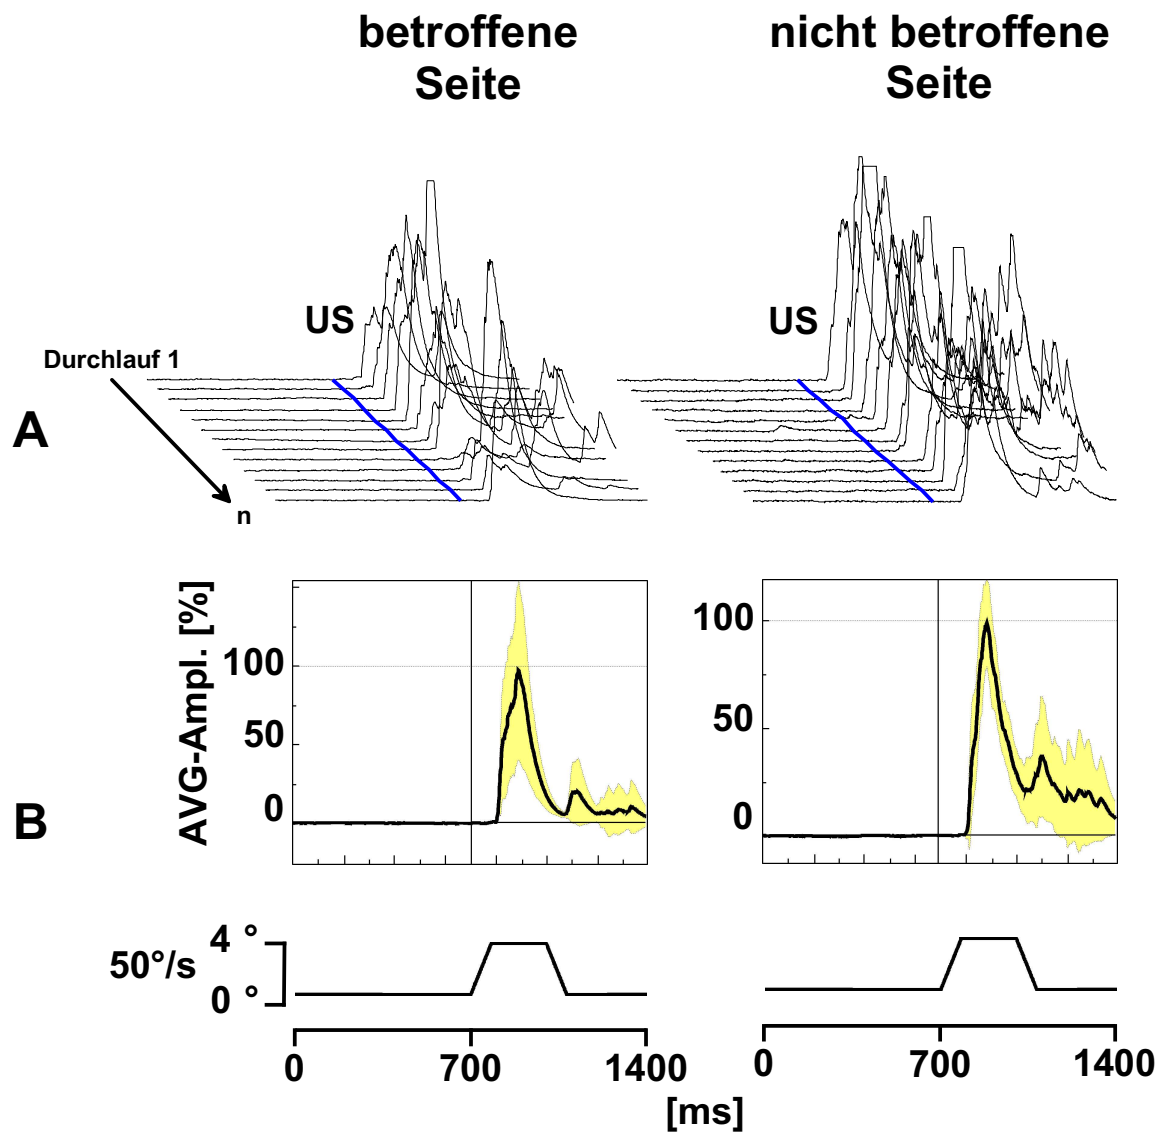 betroffene
Seite
nicht betroffene
Seite
US
US
Durchlauf 1
A
n
AVG-Ampl. [%]
100
50
0
100
50
0
B
50°/s
4 °
0 °
0
700
1400
0
700
1400
[ms]